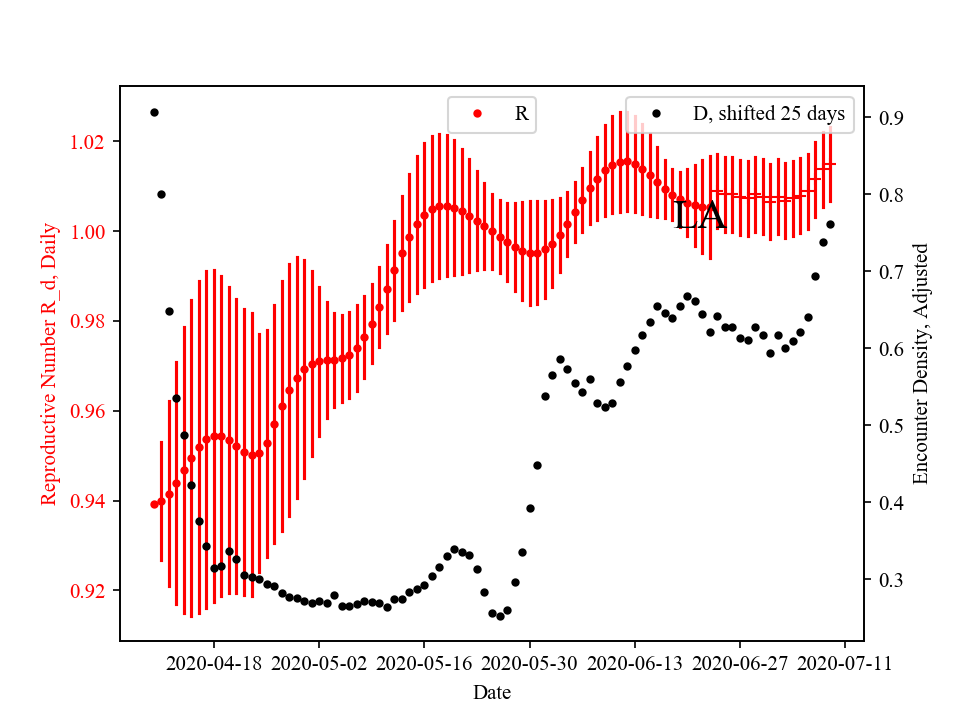 R
D, shifted 25 days
1.02
1.00
0.98
0.96
0.94
0.92
Reproductive Number R_d, Daily
LA
0.9
0.8
0.7
0.6
0.5
0.4
0.3
Encounter Density, Adjusted
2020-04-18 2020-05-02 2020-05-16 2020-05-30 2020-06-13 2020-06-27 2020-07-11
Date